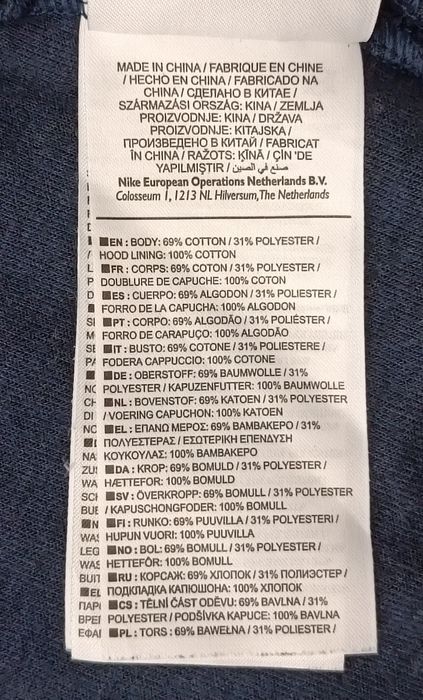 MADE IN CHINA / FABRIQUE EN CHINE
/ HECHO EN CHINA / FABRICADO NA
CHINA / СДЕЛАНО В КИТАЕ /
SZÁRMAZÁSI ORSZÁG: KINA / ZEMLJA
PROIZVODNJE: KINA / DRŽAVA
PROIZVODNJE: KITAJSKA /
ПРОИЗВЕДЕНО В КИТАЙ / FABRICAT
ÎN CHINA / RAŽOTS: ĶĪNĀ / ÇİN 'DE
YAPILMIŞTIR / صنع في الصين
Nike European Operations Netherlands B.V.
Colosseum 1, 1213 NL Hilversum, The Netherlands
EN : BODY: 69% COTTON / 31% POLYESTER /
HOOD LINING: 100% COTTON
FR : CORPS: 69% COTON / 31% POLYESTER /
DOUBLURE DE CAPUCHE: 100% COTON
ES : CUERPO: 69% ALGODON / 31% POLIESTER /
FORRO DE LA CAPUCHA: 100% ALGODON
PT : CORPO: 69% ALGODÃO / 31% POLIÉSTER /
FORRO DE CARAPUÇO: 100% ALGODÃO
IT : BUSTO: 69% COTONE / 31% POLIESTERE /
FODERA CAPPUCCIO: 100% COTONE
DE : OBERSTOFF: 69% BAUMWOLLE / 31%
POLYESTER / KAPUZENFUTTER: 100% BAUMWOLLE
NL : BOVENSTOF: 69% KATOEN / 31% POLYESTER
/ VOERING CAPUCHON: 100% KATOEN
EL : ΕΠΑΝΩ ΜΕΡΟΣ: 69% ΒΑΜΒΑΚΕΡΟ / 31%
ΠΟΛΥΕΣΤΕΡΑΣ / ΕΣΩΤΕΡΙΚΗ ΕΠΕΝΔΥΣΗ
ΚΟΥΚΟΥΛΑΣ: 100% ΒΑΜΒΑΚΕΡΟ
DA : KROP: 69% BOMULD / 31% POLYESTER /
HÆTTEFOR: 100% BOMULD
SV : ÖVERKROPP: 69% BOMULL / 31% POLYESTER
/ KAPUSCHONGFODER: 100% BOMULL
FI : RUNKO: 69% PUUVILLA / 31% POLYESTERI /
HUPUN VUORI: 100% PUUVILLA
NO : BOL: 69% BOMULL / 31% POLYESTER /
HETTEFÔR: 100% BOMULL
RU : КОРСАЖ: 69% ХЛОПОК / 31% ПОЛИЭСТЕР /
ПОДКЛАДКА КАПЮШОНА: 100% ХЛОПОК
CS : TĚLNÍ ČÁST ODĚVU: 69% BAVLNA / 31%
POLYESTER / PODŠÍVKA KAPUCE: 100% BAVLNA
PL : TORS : 69% BAWEŁNA / 31% POLYESTER /